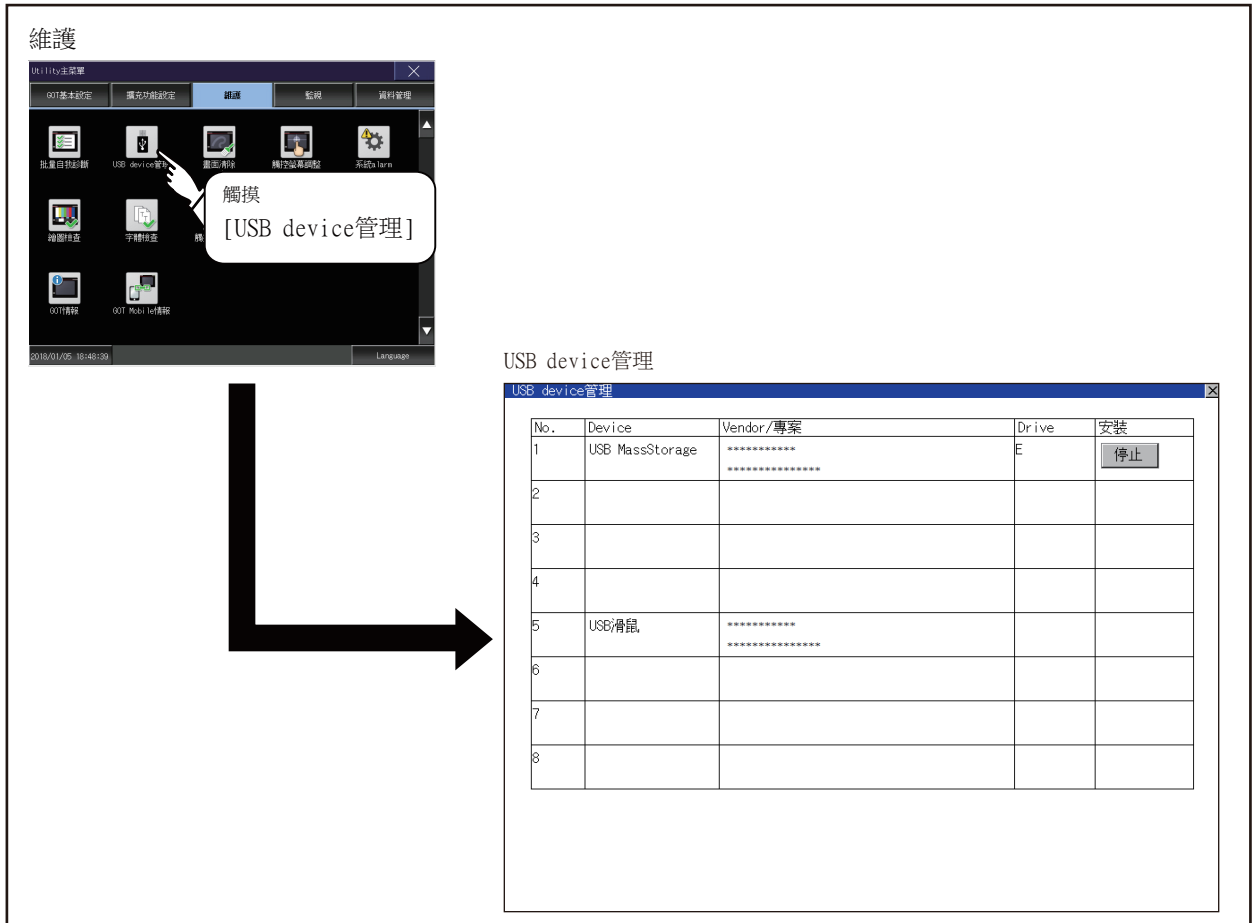 維護
Utility主菜單
GOT基本設定 擴充功能設定 維護 監視 資料管理
批量自我診斷 USB device管理 畫面清除 觸控螢幕調整 系統alarm
觸摸
[USB device管理]
繪圖檢查 字體檢查 觸
GOT情報 GOT Mobile情報
2018/01/05 18:48:39 Language
USB device管理
USB device管理
No. Device Vendor/專案 Drive 安裝
1 USB MassStorage *********** E 停止
***************
2
3
4
5 USB滑鼠 ***********
***************
6
7
8